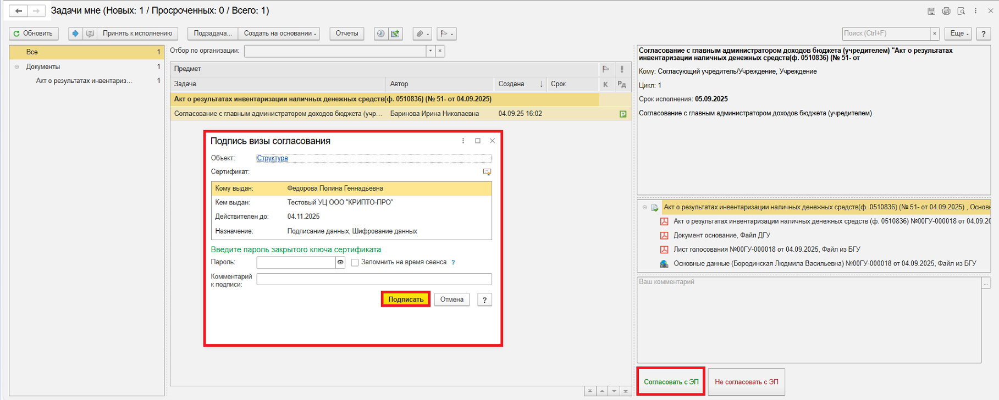 Задачи мне (Новых: 1 / Просроченных: 0 / Всего: 1)
Обновить
Принять к исполнению
Подзадача...
Создать на основании
Отчеты
Поиск (Ctrl+F)
×
Еще
?
Все 1
Документы 1
Акт о результатах инвентариз... 1
Отбор по организации:
×
Предмет
!
Задача Автор Создана ↓ Срок К Рд
Акт о результатах инвентаризации наличных денежных средств(ф. 0510836) (№ 51- от 04.09.2025)
Согласование с главным администратором доходов бюджета (учр... Баринова Ирина Николаевна 04.09.25 16:02 P
Подпись визы согласования
Объект: Структура
Сертификат:
Кому выдан: Федорова Полина Геннадьевна
Кем выдан: Тестовый УЦ ООО "КРИПТО-ПРО"
Действителен до: 04.11.2025
Назначение: Подписание данных, Шифрование данных
Введите пароль закрытого ключа сертификата
Пароль: Запомнить на время сеанса ?
Комментарий
к подписи:
Подписать Отмена ?
Согласование с главным администратором доходов бюджета (учредителем) "Акт о результатах
инвентаризации наличных денежных средств(ф. 0510836) (№ 51- от
Кому: Согласующий учредитель/Учреждение, Учреждение
Цикл: 1
Срок исполнения: 05.09.2025
Согласование с главным администратором доходов бюджета (учредителем)
Акт о результатах инвентаризации наличных денежных средств(ф. 0510836) (№ 51- от 04.09.2025) , Основн
Акт о результатах инвентаризации наличных денежных средств (ф. 0510836) №00ГУ-000018 от 04.09.20
Документ основание, Файл ДГУ
Лист голосования №00ГУ-000018 от 04.09.2025, Файл из БГУ
Основные данные (Бородинская Людмила Васильевна) №00ГУ-000018 от 04.09.2025, Файл из БГУ
Ваш комментарий
...
Согласовать с ЭП
Не согласовать с ЭП